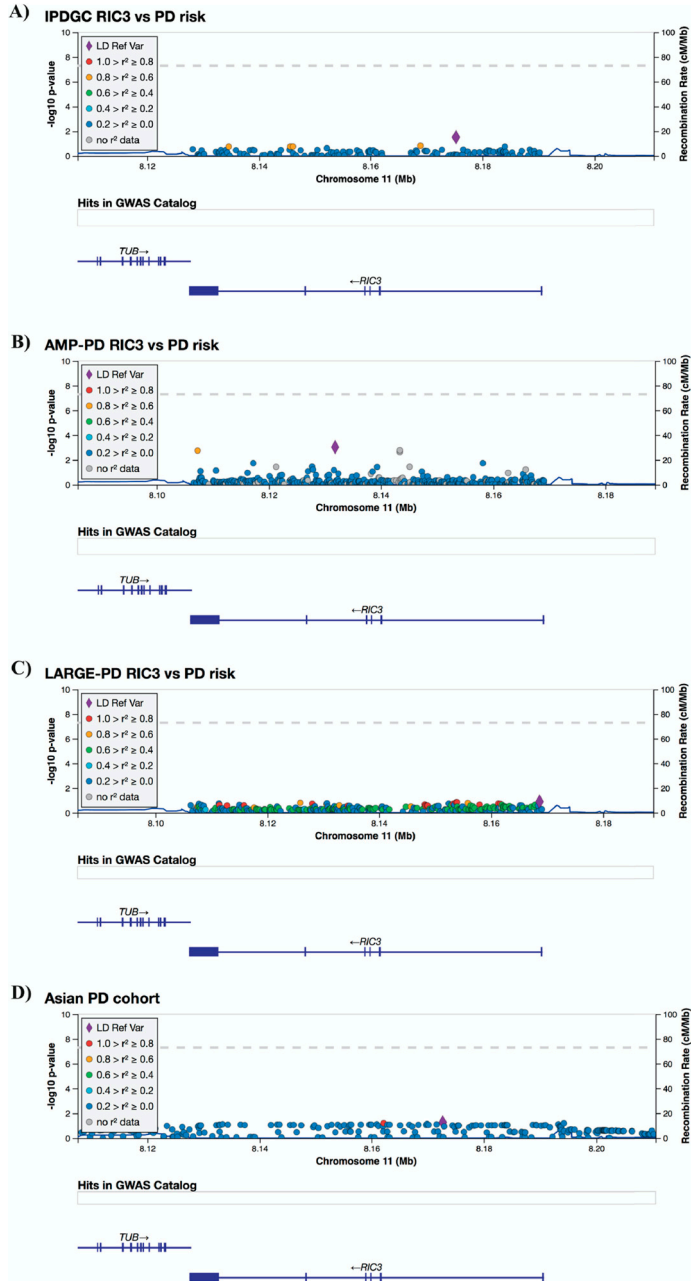 A) IPDGC RIC3 vs PD risk
10
8
6
4
2
0
-log10 p-value
LD Ref Var
1.0 > r² ≥ 0.8
0.8 > r² ≥ 0.6
0.6 > r² ≥ 0.4
0.4 > r² ≥ 0.2
0.2 > r² ≥ 0.0
no r² data
100
80
60
40
20
0
Recombination Rate (cM/Mb)
8.12 8.14 8.16 8.18 8.20
Chromosome 11 (Mb)
Hits in GWAS Catalog
TUB→
←RIC3
B) AMP-PD RIC3 vs PD risk
10
8
6
4
2
0
-log10 p-value
LD Ref Var
1.0 > r² ≥ 0.8
0.8 > r² ≥ 0.6
0.6 > r² ≥ 0.4
0.4 > r² ≥ 0.2
0.2 > r² ≥ 0.0
no r² data
100
80
60
40
20
0
Recombination Rate (cM/Mb)
8.10 8.12 8.14 8.16 8.18
Chromosome 11 (Mb)
Hits in GWAS Catalog
TUB→
←RIC3
C) LARGE-PD RIC3 vs PD risk
10
8
6
4
2
0
-log10 p-value
LD Ref Var
1.0 > r² ≥ 0.8
0.8 > r² ≥ 0.6
0.6 > r² ≥ 0.4
0.4 > r² ≥ 0.2
0.2 > r² ≥ 0.0
no r² data
100
80
60
40
20
0
Recombination Rate (cM/Mb)
8.10 8.12 8.14 8.16 8.18
Chromosome 11 (Mb)
Hits in GWAS Catalog
TUB→
←RIC3
D) Asian PD cohort
10
8
6
4
2
0
-log10 p-value
LD Ref Var
1.0 > r² ≥ 0.8
0.8 > r² ≥ 0.6
0.6 > r² ≥ 0.4
0.4 > r² ≥ 0.2
0.2 > r² ≥ 0.0
no r² data
100
80
60
40
20
0
Recombination Rate (cM/Mb)
8.12 8.14 8.16 8.18 8.20
Chromosome 11 (Mb)
Hits in GWAS Catalog
TUB→
←RIC3